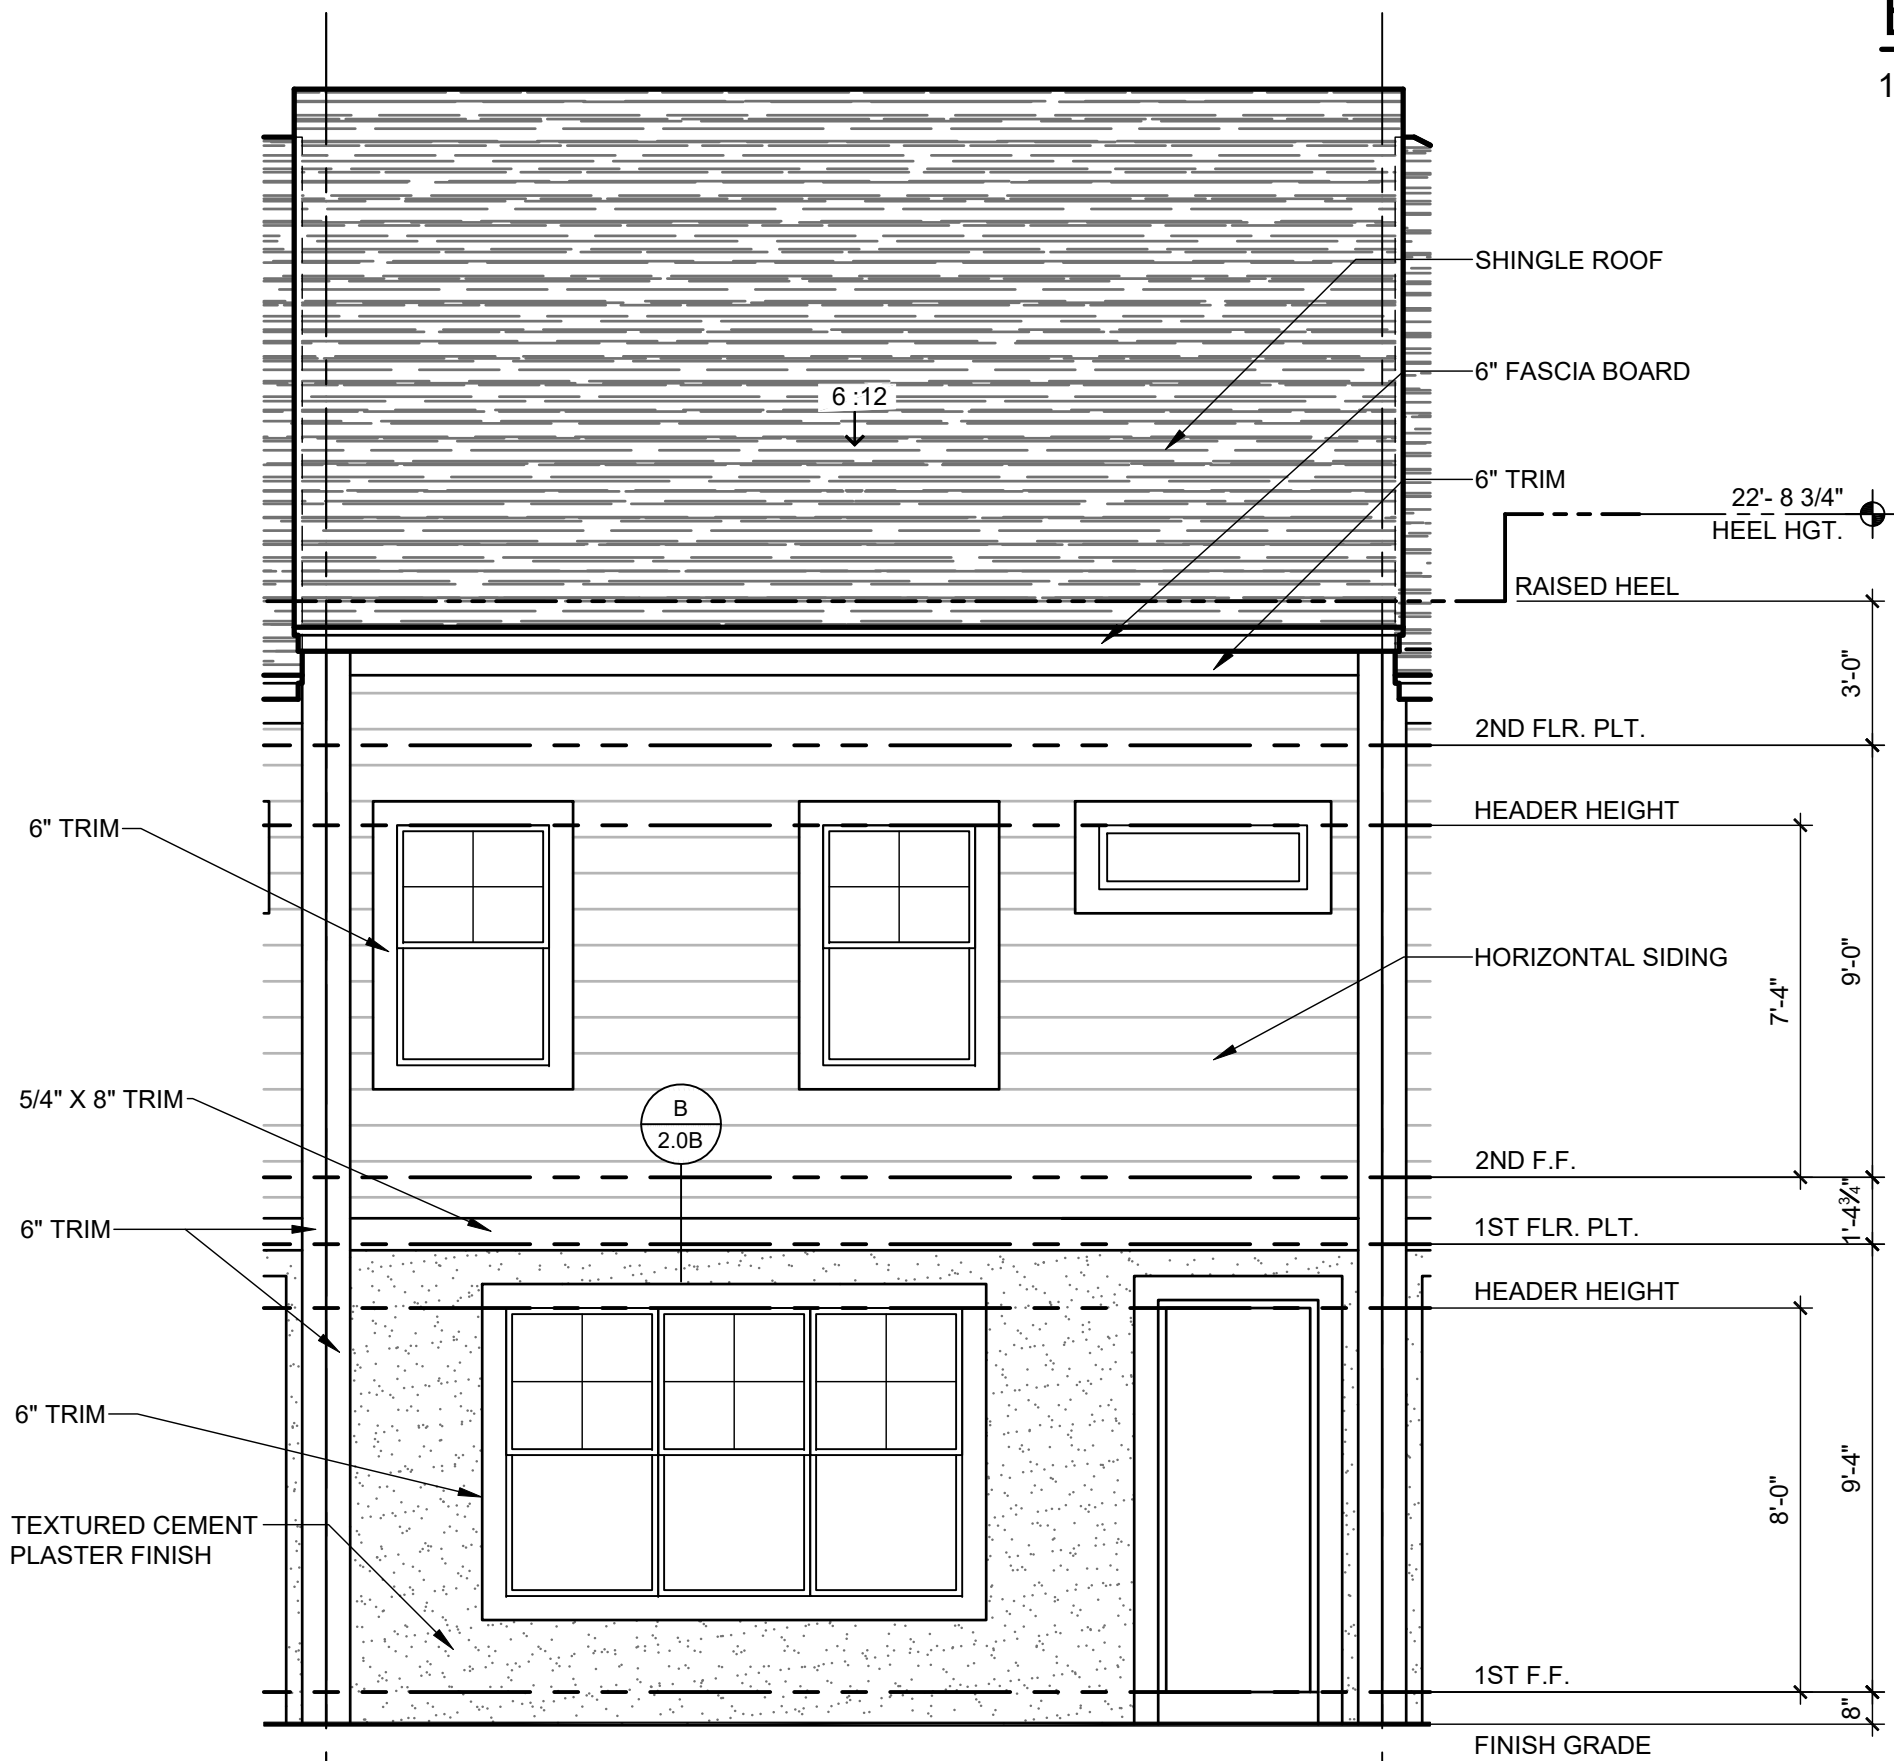 1
SHINGLE ROOF
6" FASCIA BOARD
6 :12
6" TRIM
22'- 8 3/4"
HEEL HGT.
RAISED HEEL
3'-0"
2ND FLR. PLT.
HEADER HEIGHT
6" TRIM
HORIZONTAL SIDING
9'-0"
7'-4"
5/4" X 8" TRIM
B
2.0B
2ND F.F.
1'-4¾"
6" TRIM
1ST FLR. PLT.
HEADER HEIGHT
6" TRIM
9'-4"
8'-0"
TEXTURED CEMENT
PLASTER FINISH
1ST F.F.
8"
FINISH GRADE